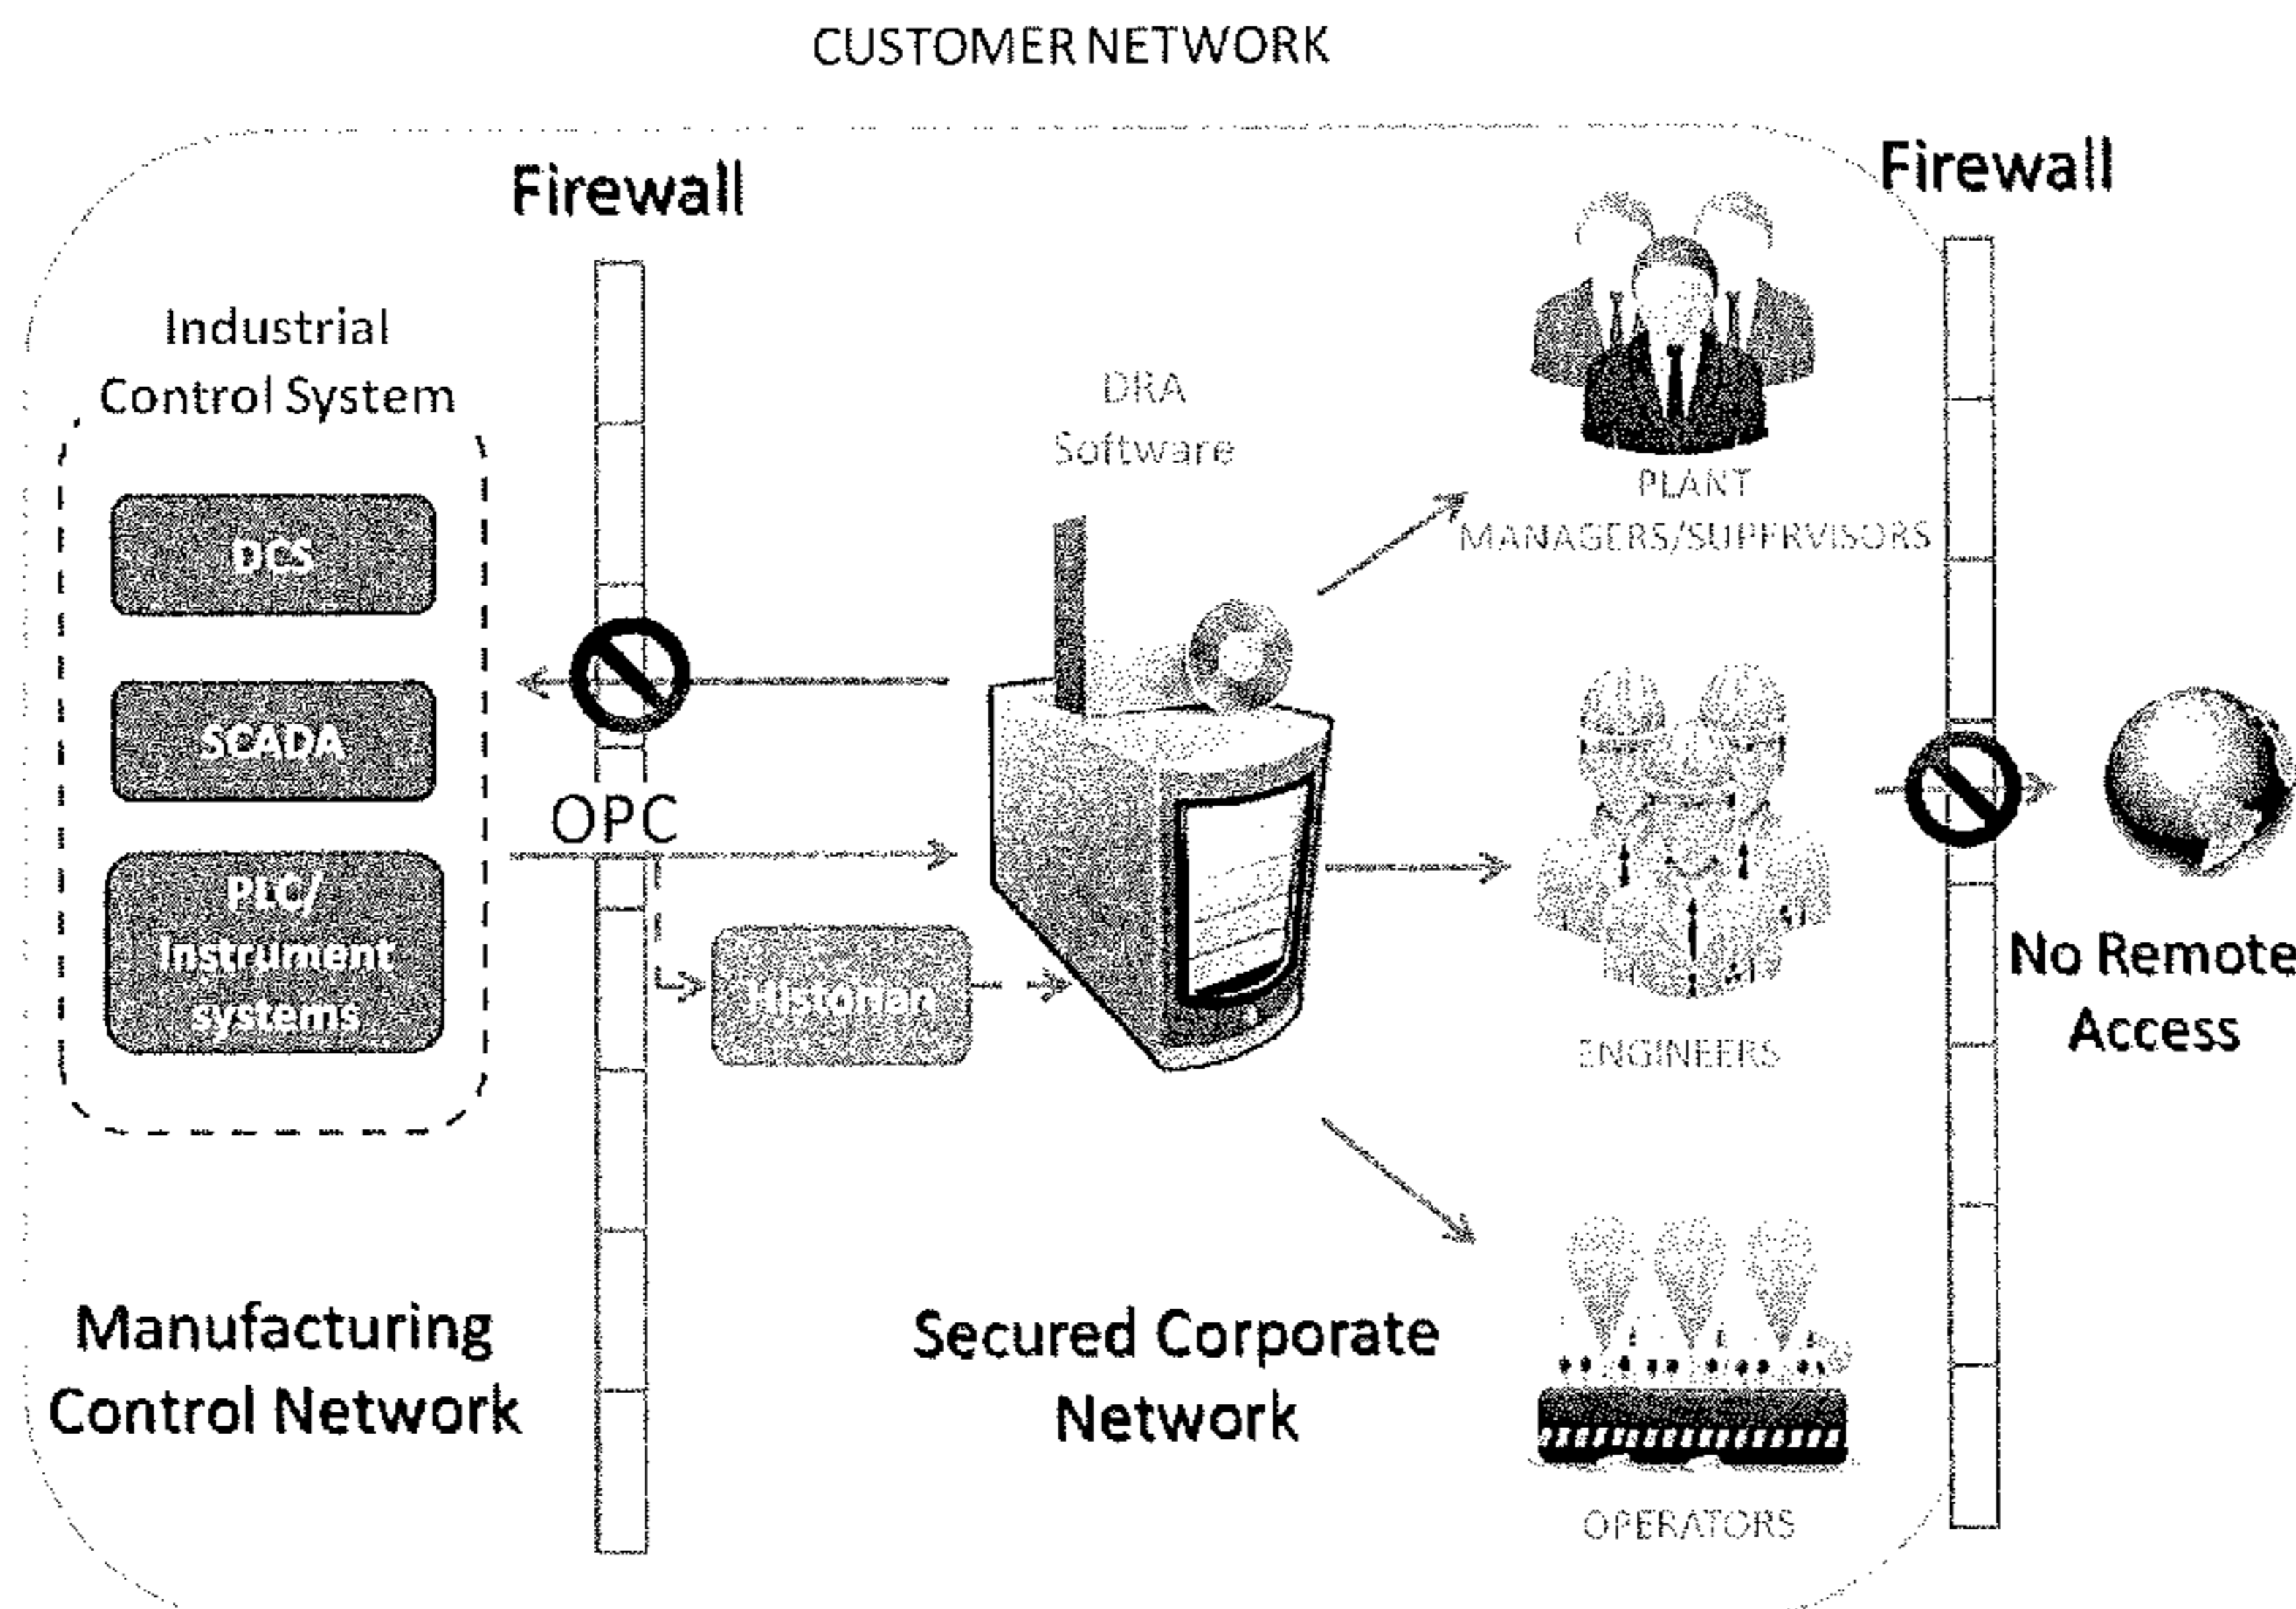 CUSTOMER NETWORK
Firewall
Firewall
Industrial
Control System
DCS
SCADA
PLC/
Instrument
systems
OPC
Historian
DRA
Software
PLANT
MANAGERS/SUPERVISORS
ENGINEERS
OPERATORS
No Remote
Access
Manufacturing
Control Network
Secured Corporate
Network